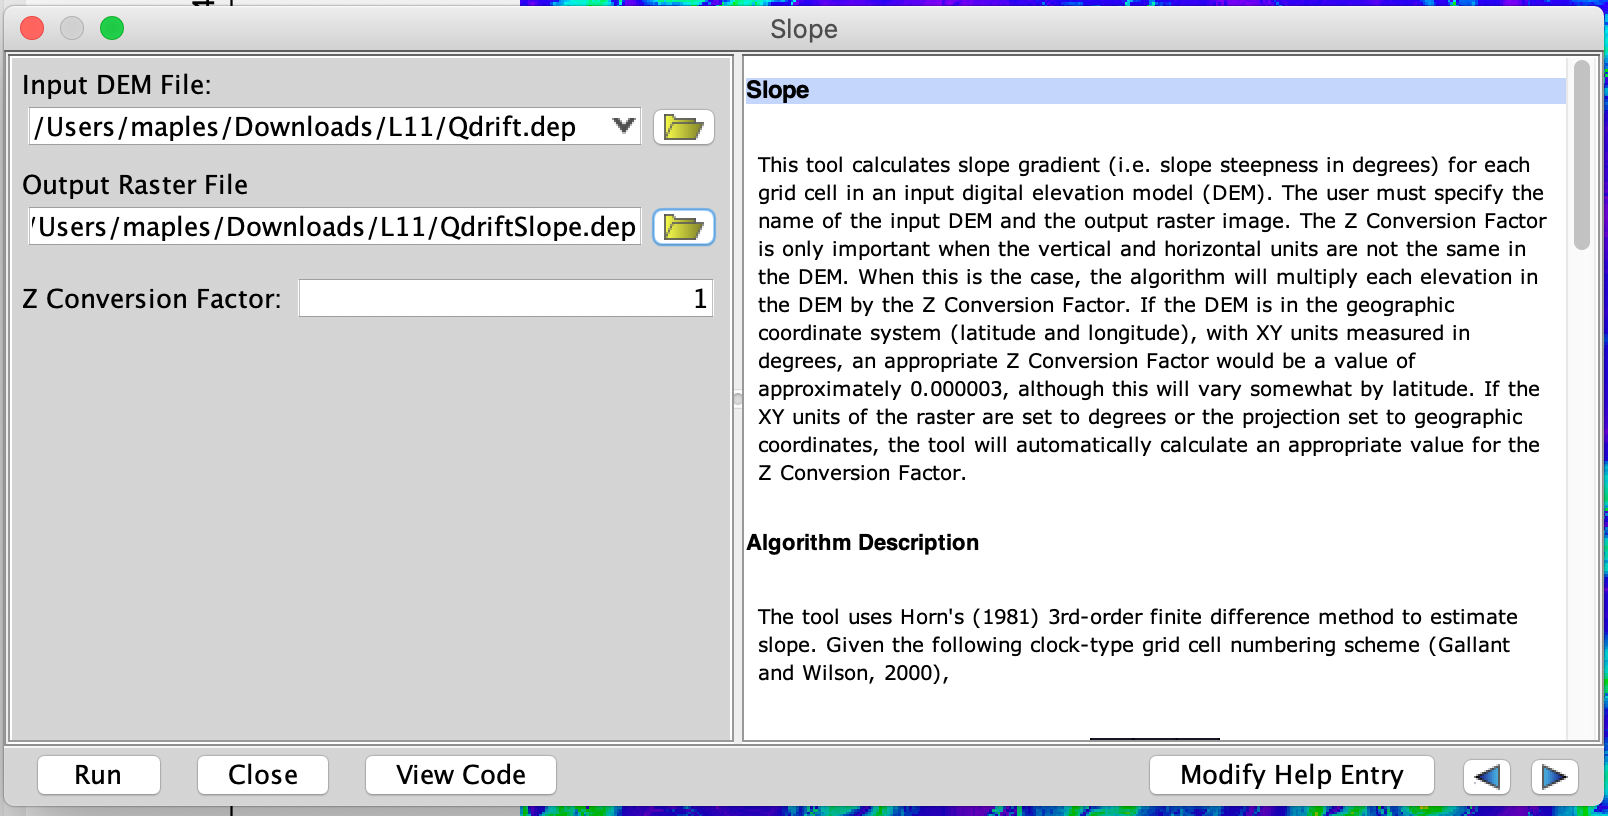 Slope
Input DEM File:
/Users/maples/Downloads/L11/Qdrift.dep
Output Raster File
/Users/maples/Downloads/L11/QdriftSlope.dep
Z Conversion Factor:
1
Slope
This tool calculates slope gradient (i.e. slope steepness in degrees) for each
grid cell in an input digital elevation model (DEM). The user must specify the
name of the input DEM and the output raster image. The Z Conversion Factor
is only important when the vertical and horizontal units are not the same in
the DEM. When this is the case, the algorithm will multiply each elevation in
the DEM by the Z Conversion Factor. If the DEM is in the geographic
coordinate system (latitude and longitude), with XY units measured in
degrees, an appropriate Z Conversion Factor would be a value of
approximately 0.000003, although this will vary somewhat by latitude. If the
XY units of the raster are set to degrees or the projection set to geographic
coordinates, the tool will automatically calculate an appropriate value for the
Z Conversion Factor.
Algorithm Description
The tool uses Horn's (1981) 3rd-order finite difference method to estimate
slope. Given the following clock-type grid cell numbering scheme (Gallant
and Wilson, 2000),
Run
Close
View Code
Modify Help Entry